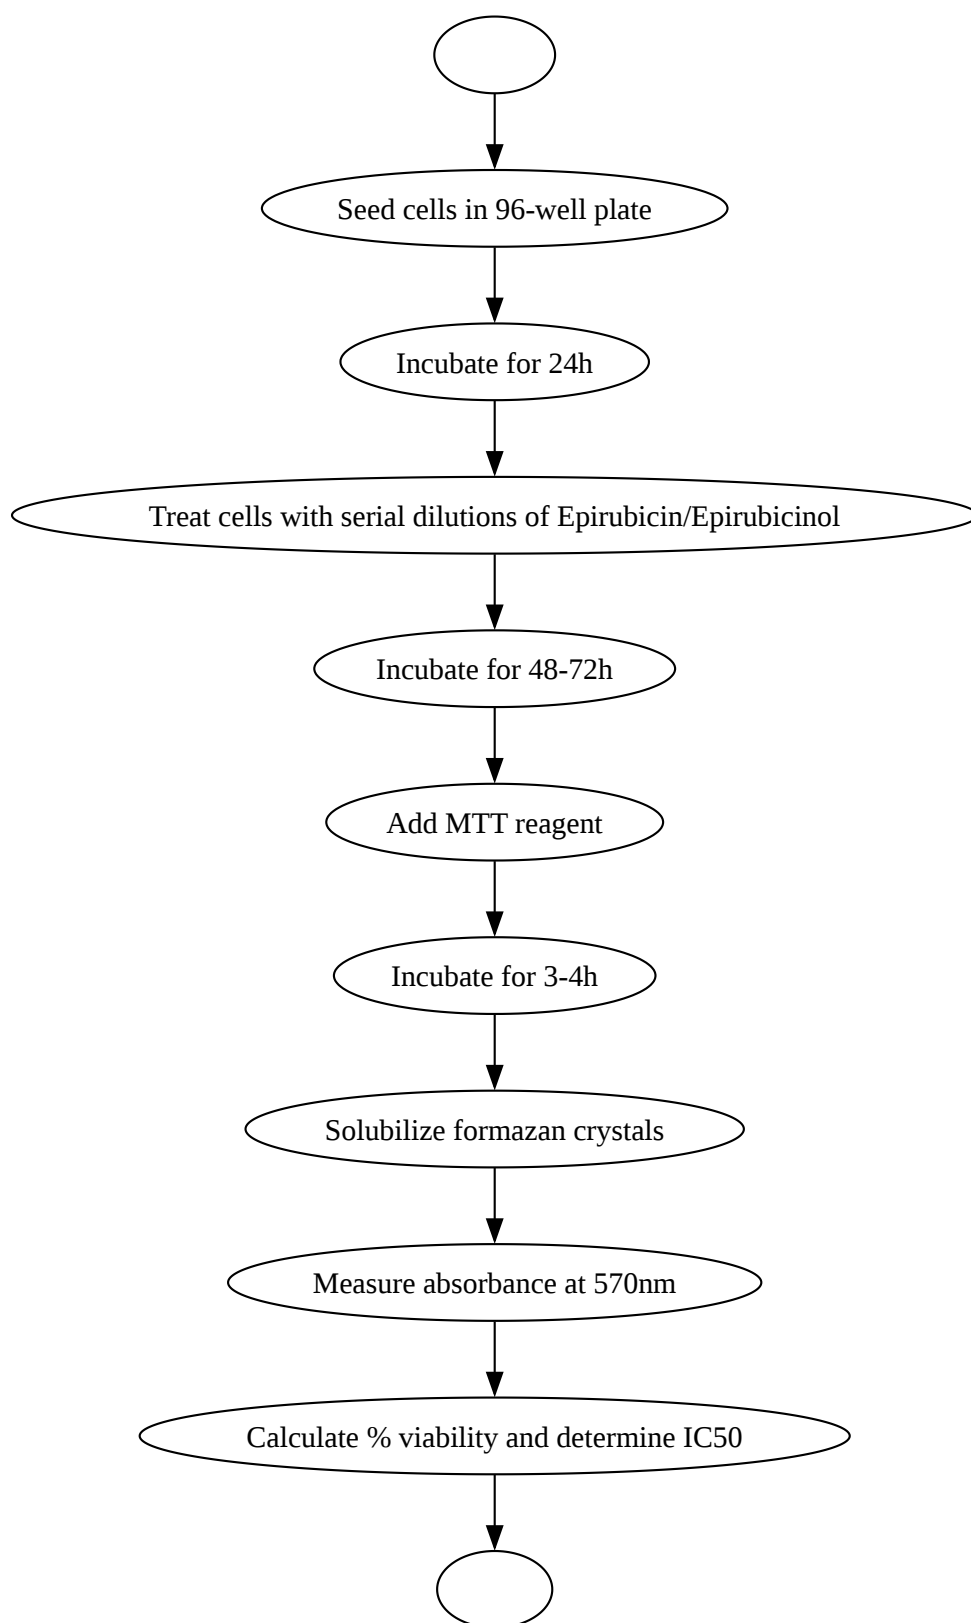 Seed cells in 96-well plate
Incubate for 24h
Treat cells with serial dilutions of Epirubicin/Epirubicinol
Incubate for 48-72h
Add MTT reagent
Incubate for 3-4h
Solubilize formazan crystals
Measure absorbance at 570nm
Calculate % viability and determine IC50